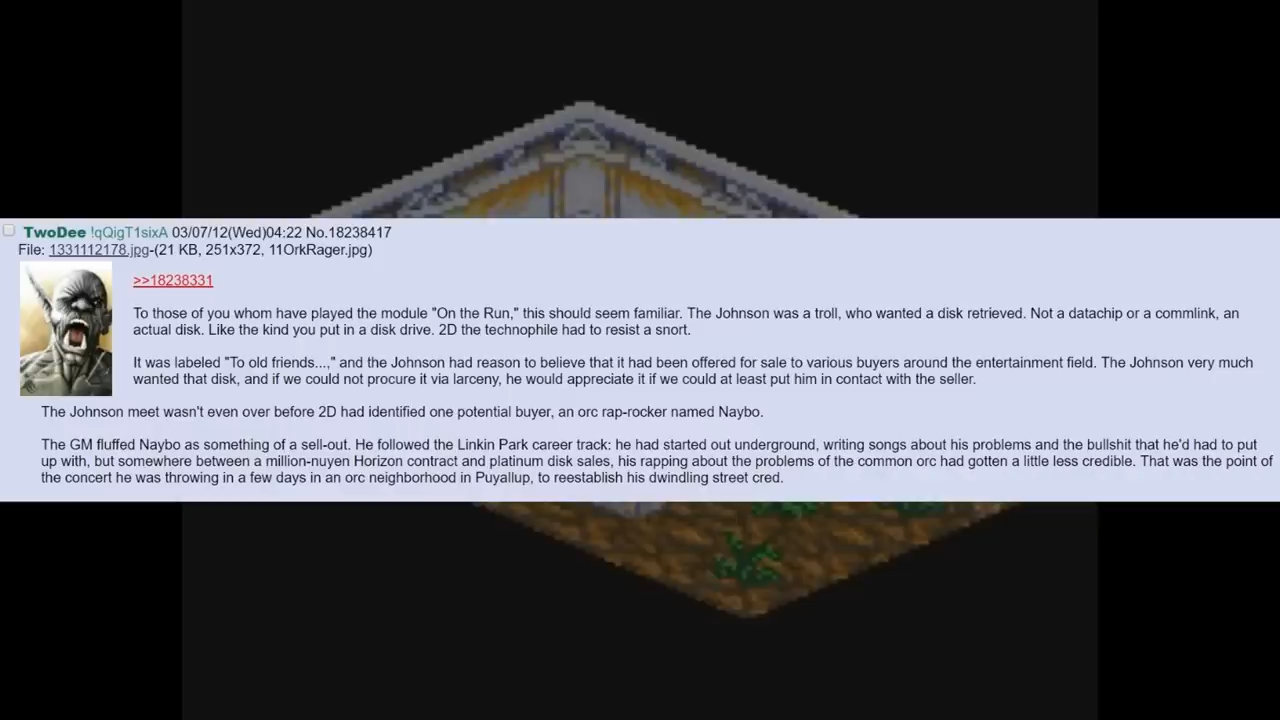 TwoDee !qQigT1sixA 03/07/12(Wed)04:22 No.18238417
File: 1331112178.jpg-(21 KB, 251x372, 11OrkRager.jpg)
>>18238331
To those of you whom have played the module "On the Run," this should seem familiar. The Johnson was a troll, who wanted a disk retrieved. Not a datachip or a commlink, an
actual disk. Like the kind you put in a disk drive. 2D the technophile had to resist a snort.
It was labeled "To old friends...," and the Johnson had reason to believe that it had been offered for sale to various buyers around the entertainment field. The Johnson very much
wanted that disk, and if we could not procure it via larceny, he would appreciate it if we could at least put him in contact with the seller.
The Johnson meet wasn't even over before 2D had identified one potential buyer, an orc rap-rocker named Naybo.
The GM fluffed Naybo as something of a sell-out. He followed the Linkin Park career track: he had started out underground, writing songs about his problems and the bullshit that he'd had to put
up with, but somewhere between a million-nuyen Horizon contract and platinum disk sales, his rapping about the problems of the common orc had gotten a little less credible. That was the point of
the concert he was throwing in a few days in an orc neighborhood in Puyallup, to reestablish his dwindling street cred.